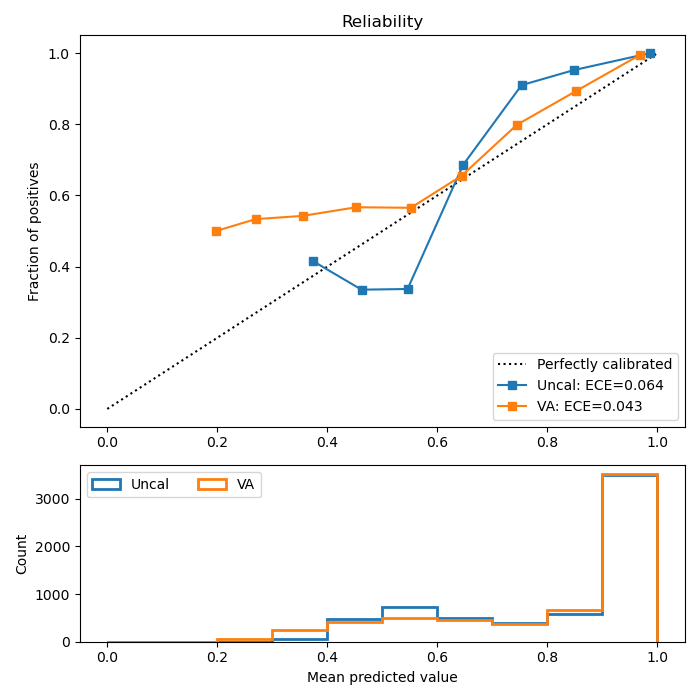 Reliability
Fraction of positives
1.0
0.8
0.6
0.4
0.2
0.0
Perfectly calibrated
Uncal: ECE=0.064
VA: ECE=0.043
0.0 0.2 0.4 0.6 0.8 1.0
Count
3000
2000
1000
0
Uncal VA
0.0 0.2 0.4 0.6 0.8 1.0
Mean predicted value